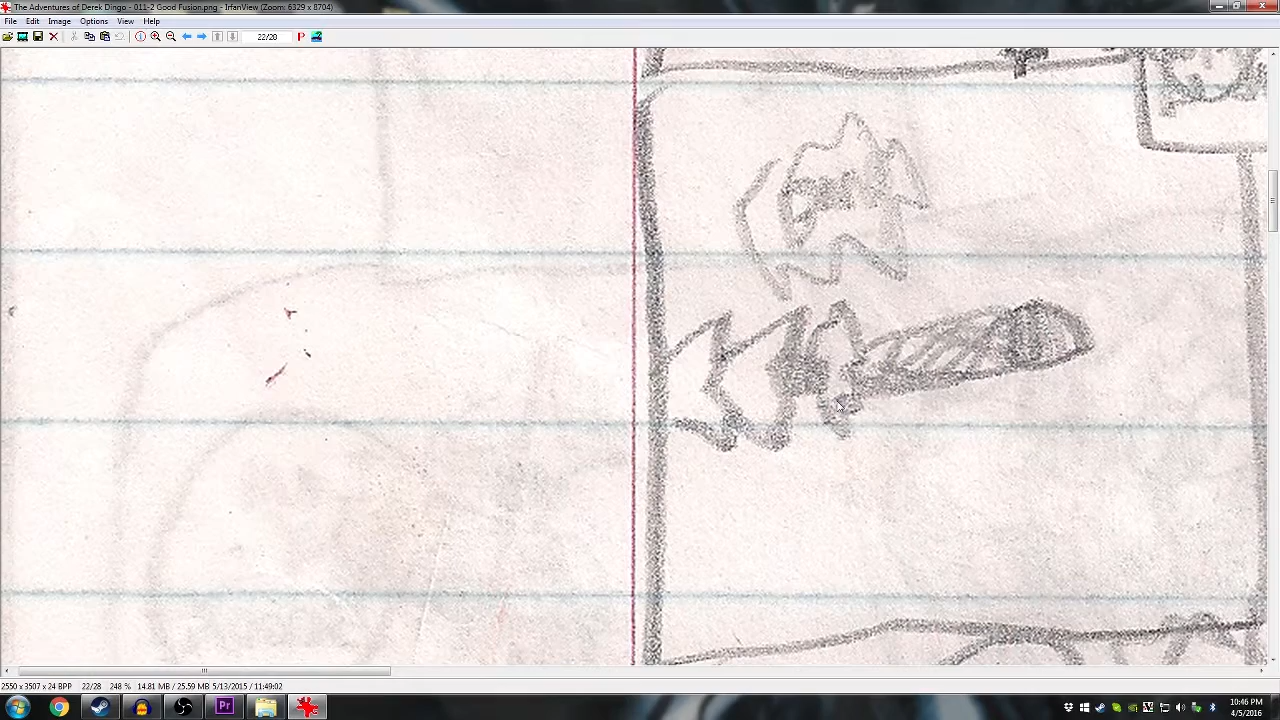 The Adventures of Derek Dingo - 011-2 Good Fusion.png - IrfanView (Zoom: 6329 x 8704)
File Edit Image Options View Help
22/28
2550 x 3507 x 24 BPP 22/28 248 % 14.81 MB / 25.59 MB 5/13/2015 / 11:49:02
Pr
10:46 PM
4/5/2016